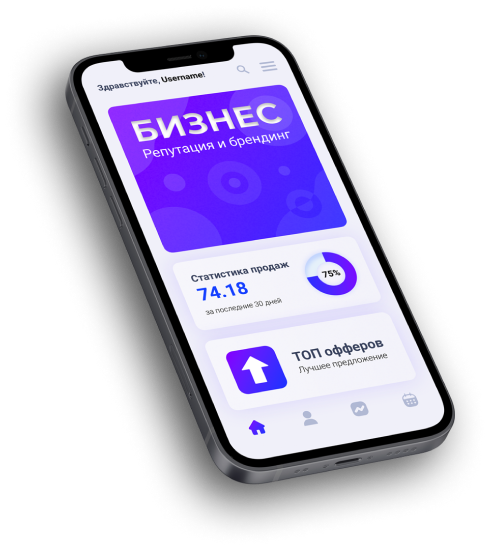 Здравствуйте, Username!
БИЗНЕС
Репутация и брендинг
Статистика продаж
74.18
за последние 30 дней
75%
ТОП офферов
Лучшее предложение